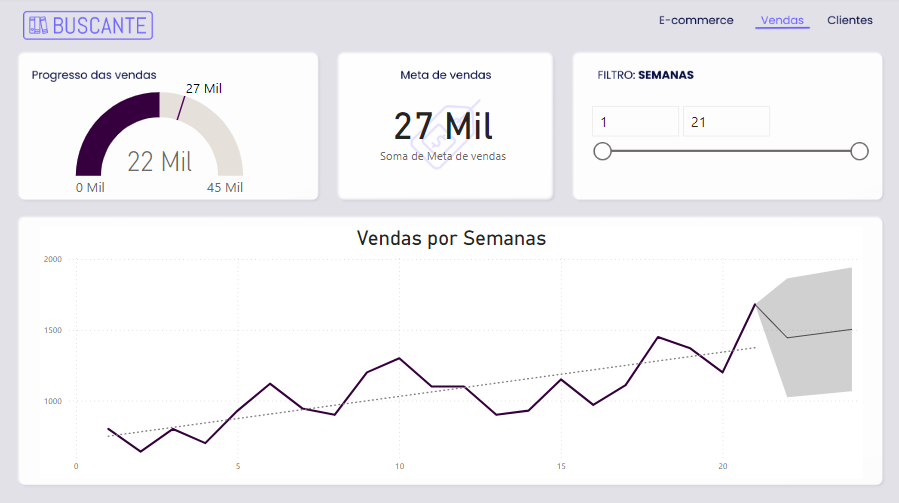 BUSCANTE
E-commerce Vendas Clientes
Progresso das vendas
27 Mil
22 Mil
0 Mil 45 Mil
Meta de vendas
27 Mil
Soma de Meta de vendas
FILTRO: SEMANAS
1 21
Vendas por Semanas
2000
1500
1000
0 5 10 15 20